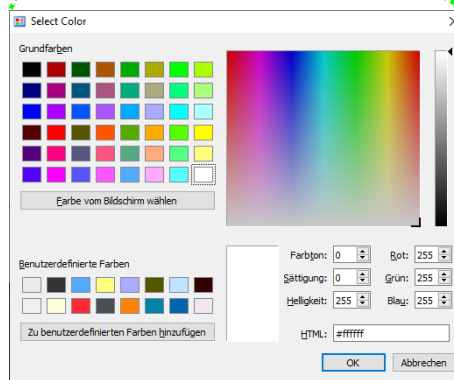 Select Color
Grundfarben
Farbe vom Bildschirm wählen
Benutzerdefinierte Farben
Zu benutzerdefinierten Farben hinzufügen
Farbton: 0 Rot: 255
Sättigung: 0 Grün: 255
Helligkeit: 255 Blau: 255
HTML: #ffffff
OK Abbrechen